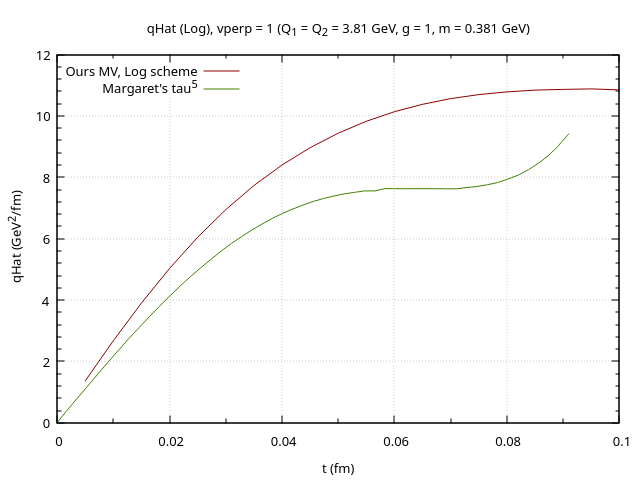 qHat (Log), vperp = 1 (Q₁ = Q₂ = 3.81 GeV, g = 1, m = 0.381 GeV)
Ours MV, Log scheme
Margaret's tau⁵
qHat (GeV²/fm)
12
10
8
6
4
2
0
0 0.02 0.04 0.06 0.08 0.1
t (fm)